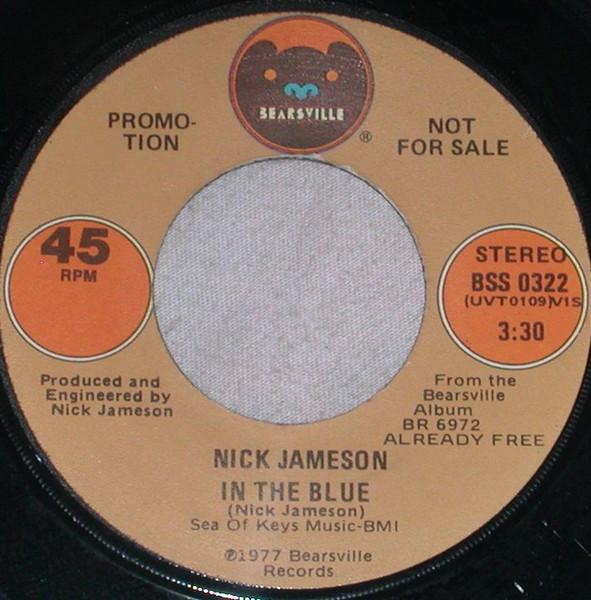 BEARSVILLE
®
PROMO-
TION
NOT
FOR SALE
45
RPM
STEREO
BSS 0322
(UVT0109)V1S
3:30
Produced and
Engineered by
Nick Jameson
From the
Bearsville
Album
BR 6972
ALREADY FREE
NICK JAMESON
IN THE BLUE
(Nick Jameson)
Sea Of Keys Music-BMI
℗1977 Bearsville
Records